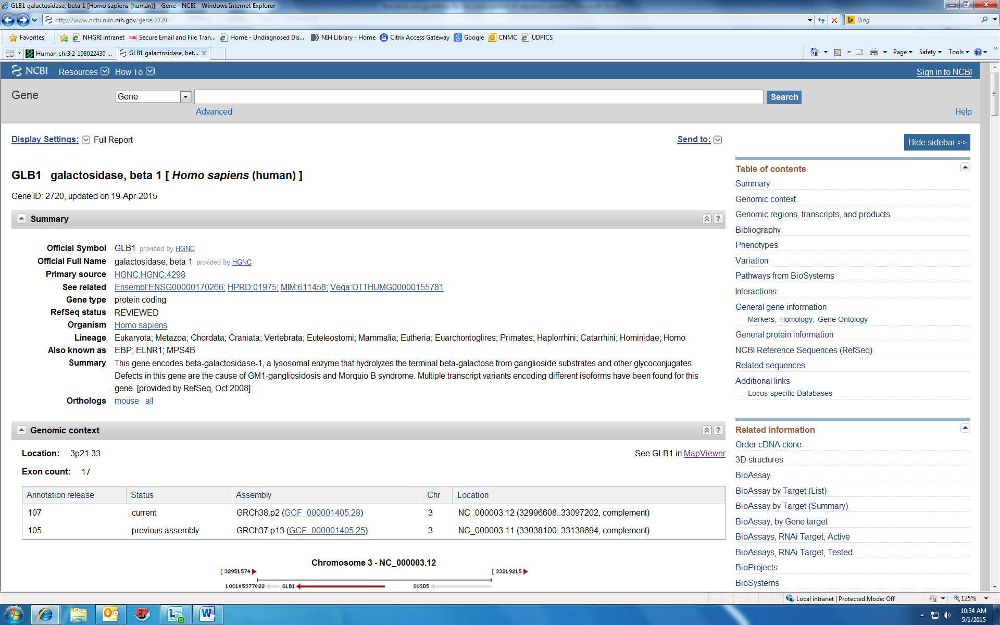 GLB1 galactosidase, beta 1 [Homo sapiens (human)] - Gene - NCBI - Windows Internet Explorer
http://www.ncbi.nlm.nih.gov/gene/2720
Bing
Favorites NHGRI intranet Secure Email and File Tran... Home - Undiagnosed Dis... NIH Library - Home Citrix Access Gateway Google CNMC UDPICS
Human chr3:2-198022430 ... GLB1 galactosidase, bet... Page Safety Tools
NCBI Resources How To Sign in to NCBI
Gene Gene Search
Advanced Help
Display Settings: Full Report Send to: Hide sidebar >>
GLB1 galactosidase, beta 1 [ Homo sapiens (human) ]
Gene ID: 2720, updated on 19-Apr-2015
Summary
Official Symbol GLB1 provided by HGNC
Official Full Name galactosidase, beta 1 provided by HGNC
Primary source HGNC:HGNC:4298
See related Ensembl:ENSG00000170266; HPRD:01975; MIM:611458; Vega:OTTHUMG00000155781
Gene type protein coding
RefSeq status REVIEWED
Organism Homo sapiens
Lineage Eukaryota; Metazoa; Chordata; Craniata; Vertebrata; Euteleostomi; Mammalia; Eutheria; Euarchontoglires; Primates; Haplorrhini; Catarrhini; Hominidae; Homo
Also known as EBP; ELNR1; MPS4B
Summary This gene encodes beta-galactosidase-1, a lysosomal enzyme that hydrolyzes the terminal beta-galactose from ganglioside substrates and other glycoconjugates.
Defects in this gene are the cause of GM1-gangliosidosis and Morquio B syndrome. Multiple transcript variants encoding different isoforms have been found for this
gene. [provided by RefSeq, Oct 2008]
Orthologs mouse all
Genomic context
Location: 3p21.33 See GLB1 in MapViewer
Exon count: 17
Annotation release Status Assembly Chr Location
107 current GRCh38.p2 (GCF_000001405.28) 3 NC_000003.12 (32996608..33097202, complement)
105 previous assembly GRCh37.p13 (GCF_000001405.25) 3 NC_000003.11 (33038100..33138694, complement)
Chromosome 3 - NC_000003.12
[ 32951574 [ 33219215
LOC105377022 GLB1 SUSD5
Table of contents
Summary
Genomic context
Genomic regions, transcripts, and products
Bibliography
Phenotypes
Variation
Pathways from BioSystems
Interactions
General gene information
Markers, Homology, Gene Ontology
General protein information
NCBI Reference Sequences (RefSeq)
Related sequences
Additional links
Locus-specific Databases
Related information
Order cDNA clone
3D structures
BioAssay
BioAssay by Target (List)
BioAssay by Target (Summary)
BioAssay, by Gene target
BioAssays, RNAi Target, Active
BioAssays, RNAi Target, Tested
BioProjects
BioSystems
Local intranet | Protected Mode: Off 125%
10:34 AM
5/1/2015